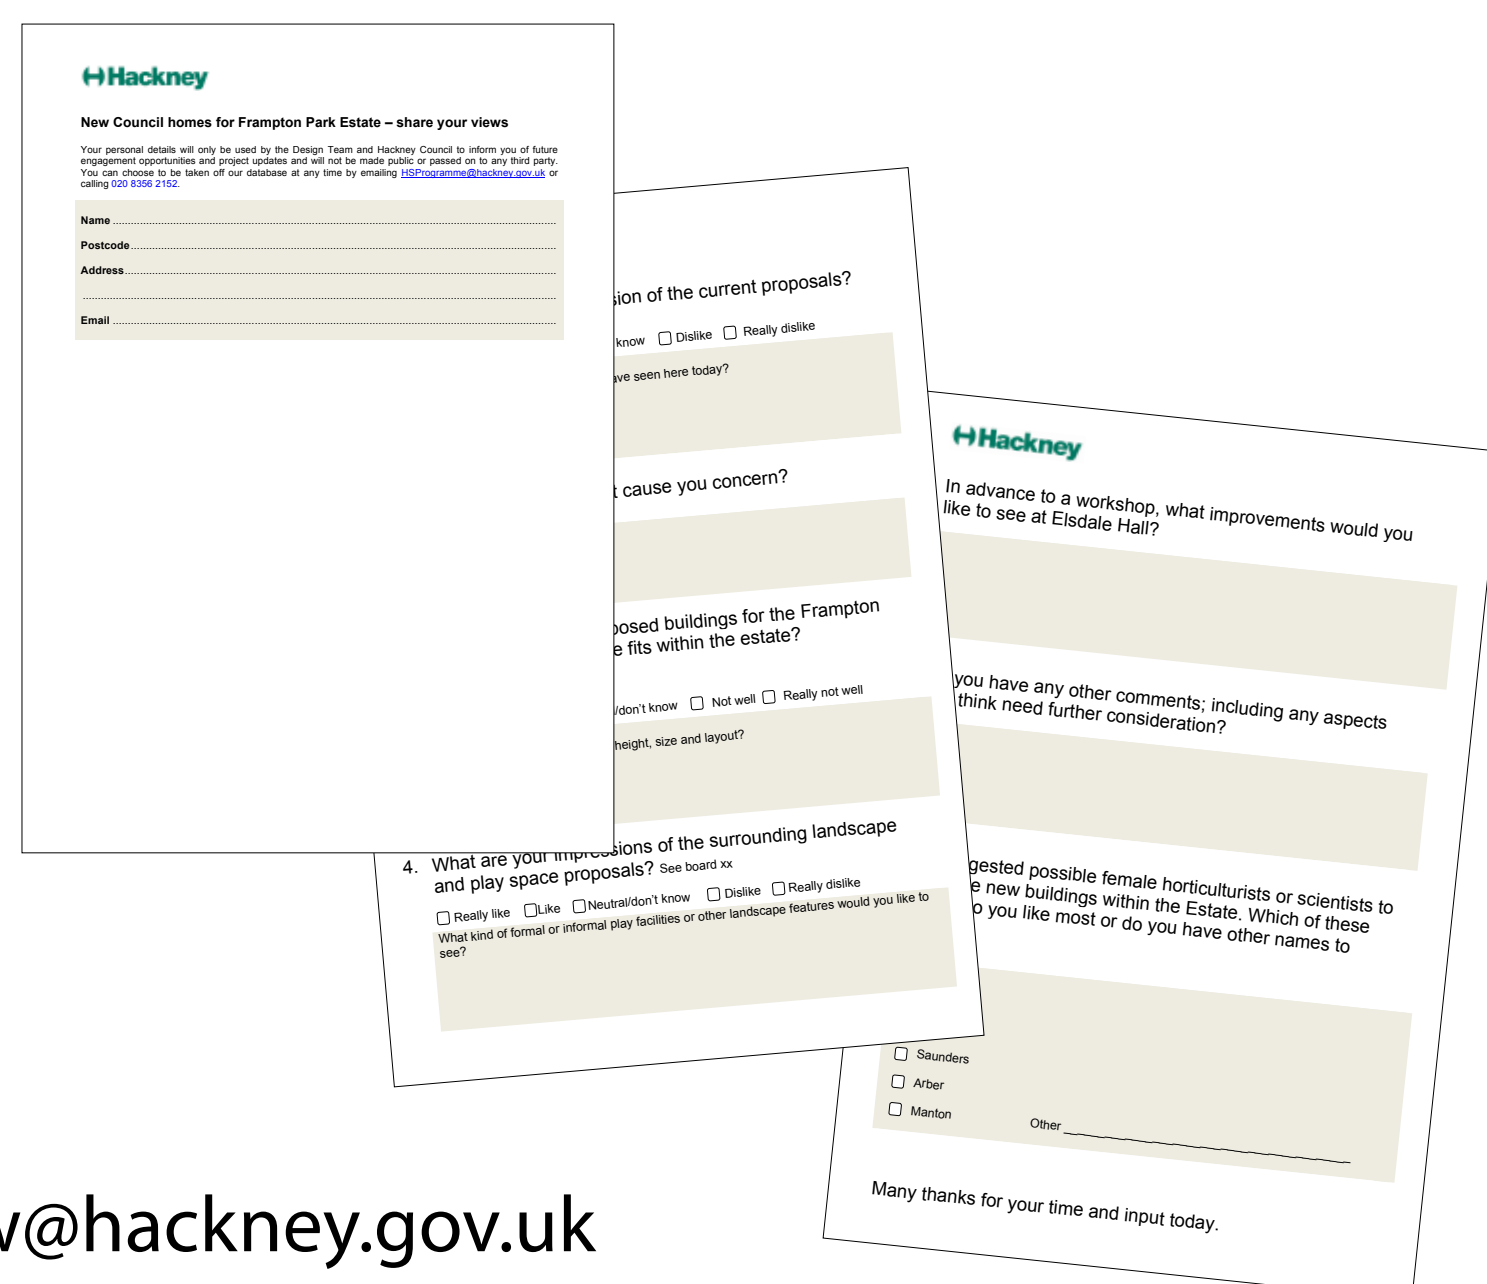 Hackney
New Council homes for Frampton Park Estate – share your views
Your personal details will only be used by the Design Team and Hackney Council to inform you of future
engagement opportunities and project updates and will not be made public or passed on to any third party.
You can choose to be taken off our database at any time by emailing HSProgramme@hackney.gov.uk or
calling 020 8356 2152.
Name
Postcode
Address
Email
of the current proposals?
know Dislike Really dislike
seen here today?
cause you concern?
buildings for the Frampton
fits within the estate?
/don't know Not well Really not well
height, size and layout?
4. What are your impressions of the surrounding landscape
and play space proposals? See board xx
Really like Like Neutral/don't know Dislike Really dislike
What kind of formal or informal play facilities or other landscape features would you like to
see?
Hackney
In advance to a workshop, what improvements would you
like to see at Elsdale Hall?
you have any other comments; including any aspects
think need further consideration?
possible female horticulturists or scientists to
new buildings within the Estate. Which of these
you like most or do you have other names to
Saunders
Arber
Manton Other
Many thanks for your time and input today.
@hackney.gov.uk